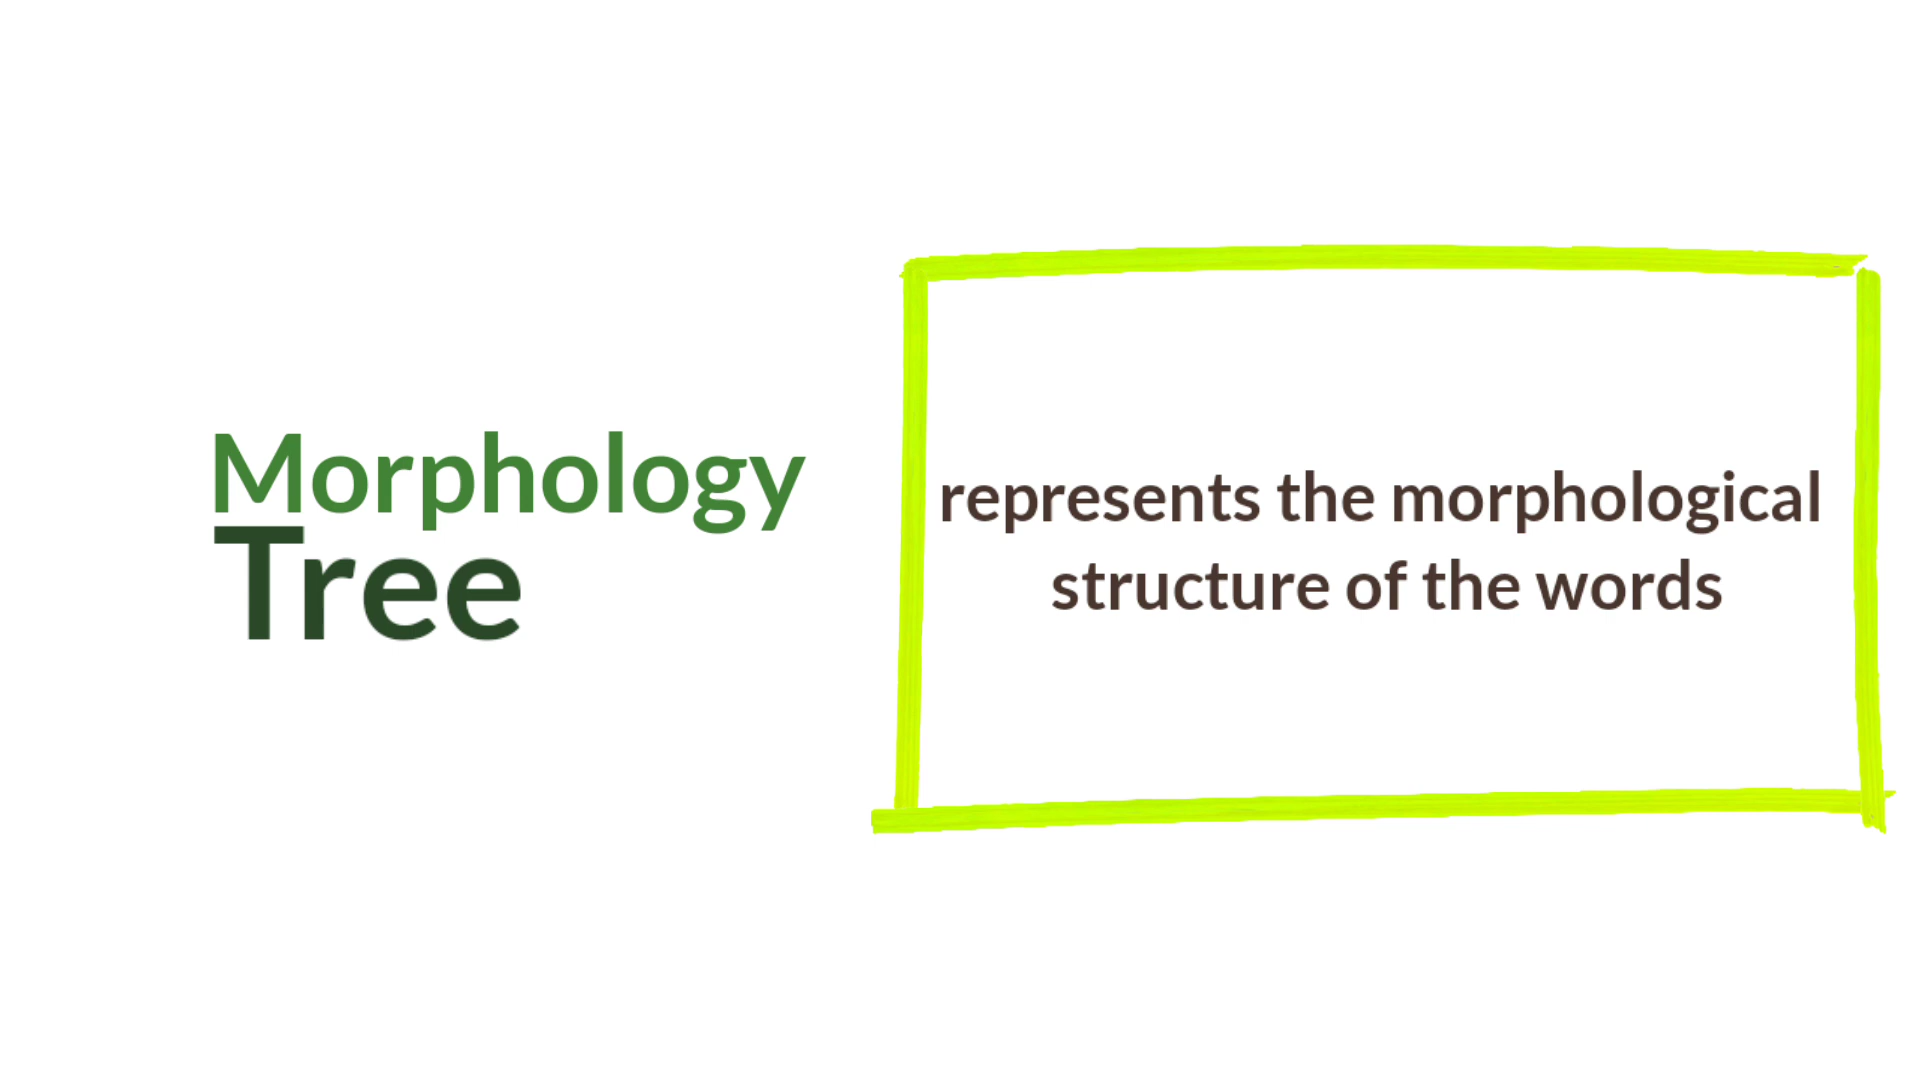 Morphology
Tree
represents the morphological
structure of the words